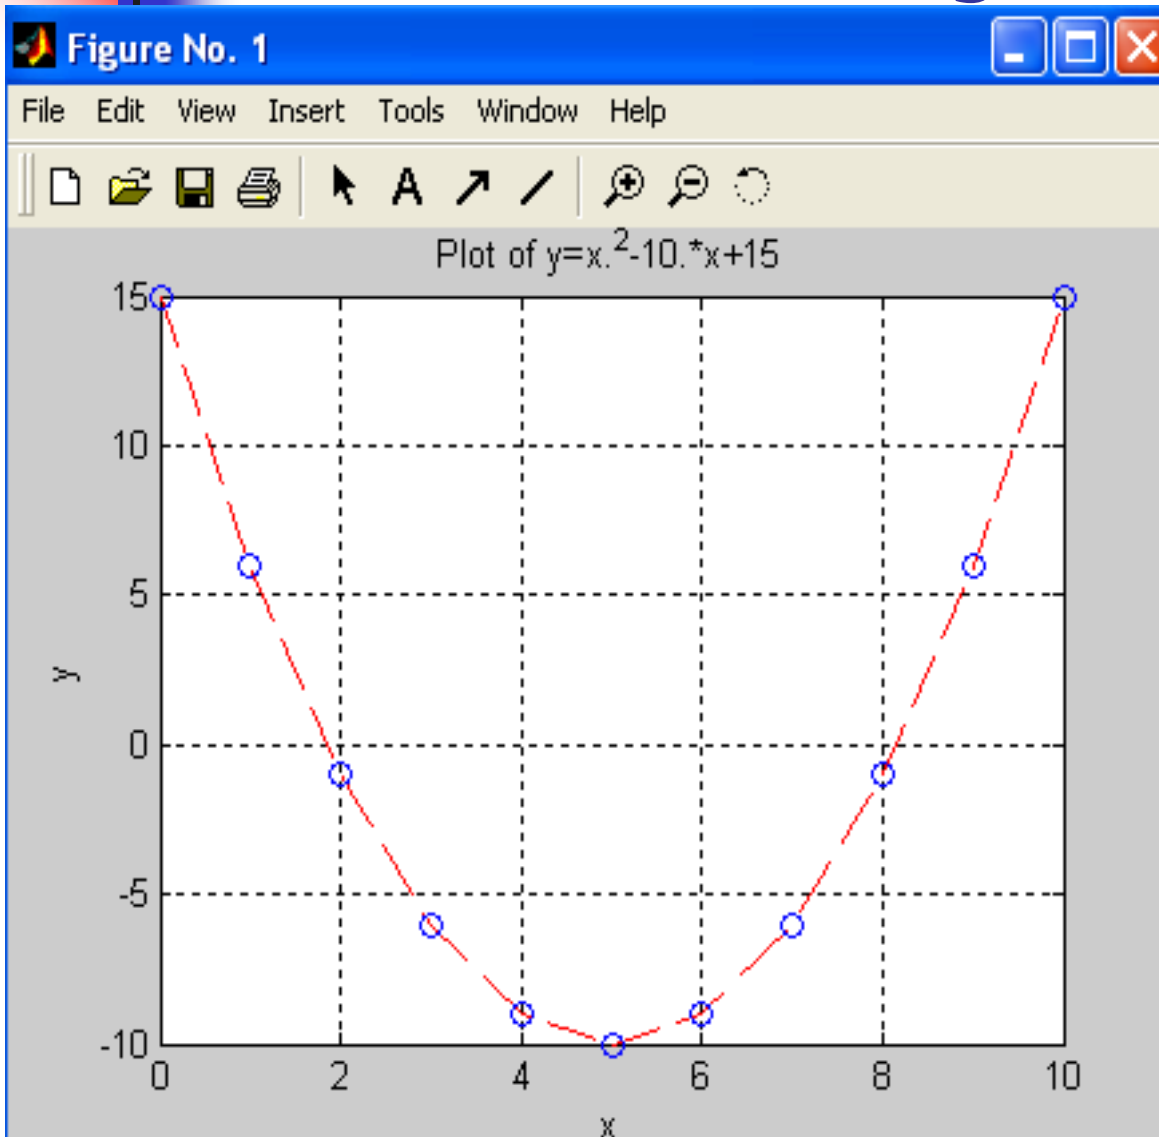 Figure No. 1
File Edit View Insert Tools Window Help
A
Plot of y=x.²-10.*x+15
15
10
5
0
-5
-10
y
0 2 4 6 8 10
x